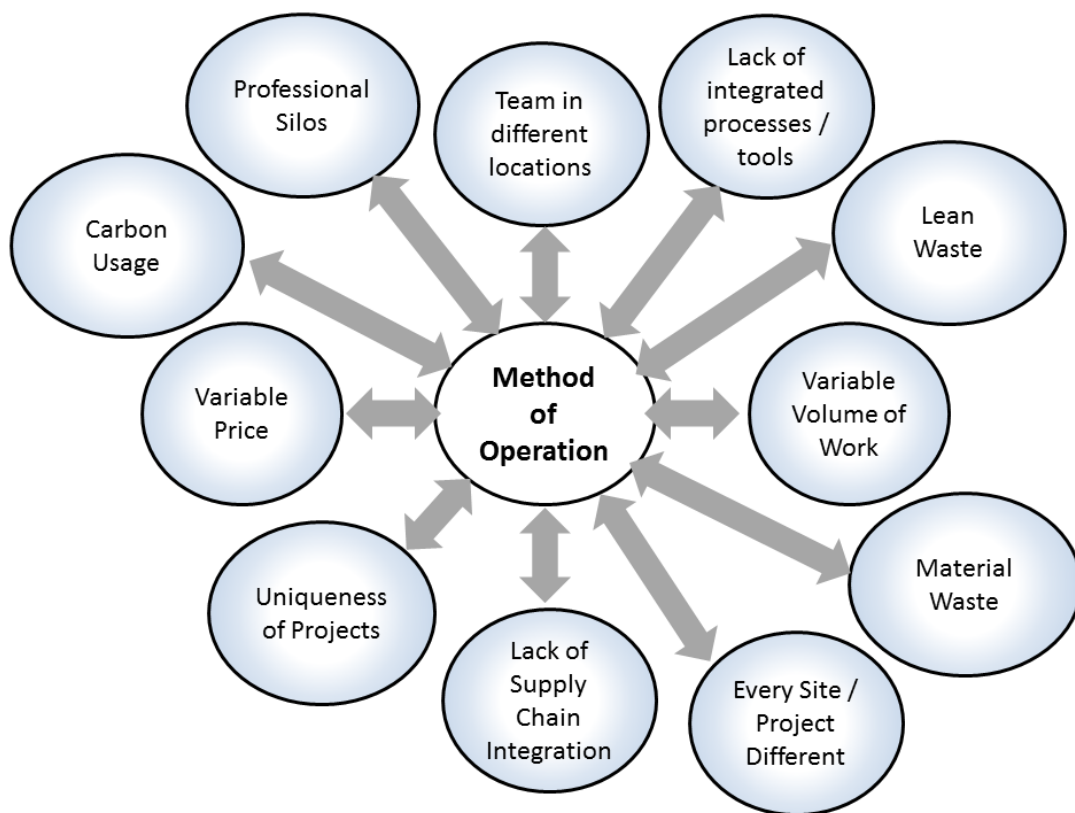 Professional
Silos
Team in
different
locations
Lack of
integrated
processes /
tools
Carbon
Usage
Lean
Waste
Method
of
Operation
Variable
Price
Variable
Volume of
Work
Uniqueness
of Projects
Material
Waste
Lack of
Supply
Chain
Integration
Every Site /
Project
Different